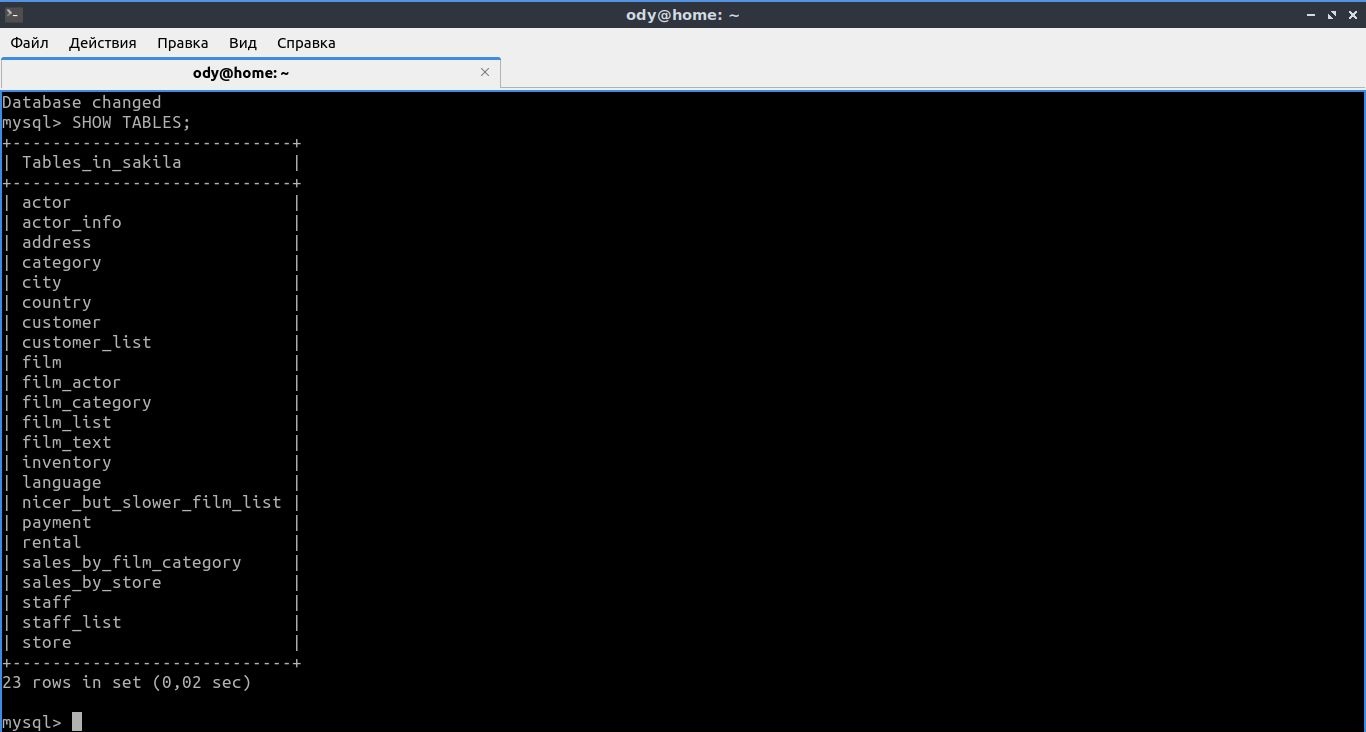 ody@home: ~
Файл Действия Правка Вид Справка
ody@home: ~
Database changed
mysql> SHOW TABLES;
+----------------------------+
| Tables_in_sakila           |
+----------------------------+
| actor                      |
| actor_info                 |
| address                    |
| category                   |
| city                       |
| country                    |
| customer                   |
| customer_list              |
| film                       |
| film_actor                 |
| film_category              |
| film_list                  |
| film_text                  |
| inventory                  |
| language                   |
| nicer_but_slower_film_list |
| payment                    |
| rental                     |
| sales_by_film_category     |
| sales_by_store             |
| staff                      |
| staff_list                 |
| store                      |
+----------------------------+
23 rows in set (0,02 sec)
mysql>